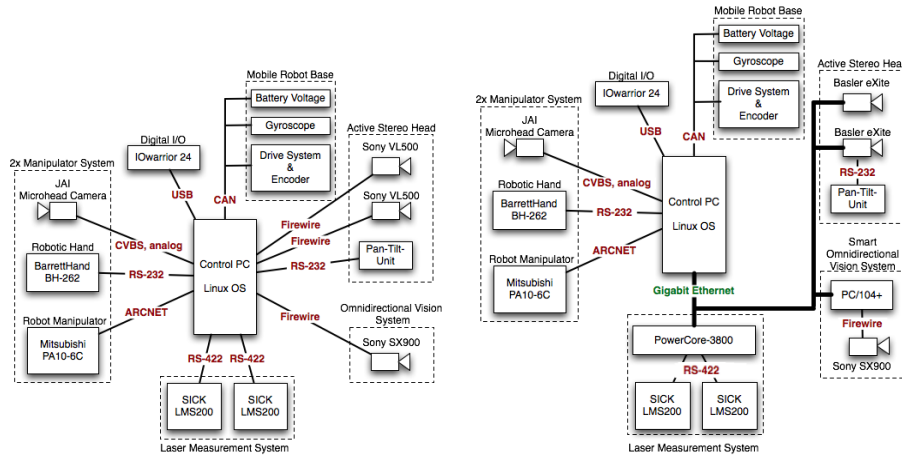 Mobile Robot Base
Battery Voltage
Gyroscope
Drive System
&
Encoder
Digital I/O
IOwarrior 24
USB
CAN
Active Stereo Head
Sony VL500
Sony VL500
Firewire
Firewire
RS-232
Pan-Tilt-
Unit
2x Manipulator System
JAI
Microhead Camera
CVBS, analog
Robotic Hand
BarrettHand
BH-262
RS-232
Control PC
Linux OS
ARCNET
Robot Manipulator
Mitsubishi
PA10-6C
Firewire
Omnidirectional Vision
System
Sony SX900
RS-422
RS-422
SICK
LMS200
SICK
LMS200
Laser Measurement System
Mobile Robot Base
Battery Voltage
Gyroscope
Drive System
&
Encoder
Digital I/O
IOwarrior 24
USB
CAN
Active Stereo Hea
Basler eXite
Basler eXite
RS-232
Pan-Tilt-
Unit
2x Manipulator System
JAI
Microhead Camera
CVBS, analog
Robotic Hand
BarrettHand
BH-262
RS-232
Control PC
Linux OS
ARCNET
Robot Manipulator
Mitsubishi
PA10-6C
Gigabit Ethernet
Smart
Omnidirectional
Vision System
PC/104+
Firewire
Sony SX900
PowerCore-3800
RS-422
SICK
LMS200
SICK
LMS200
Laser Measurement System